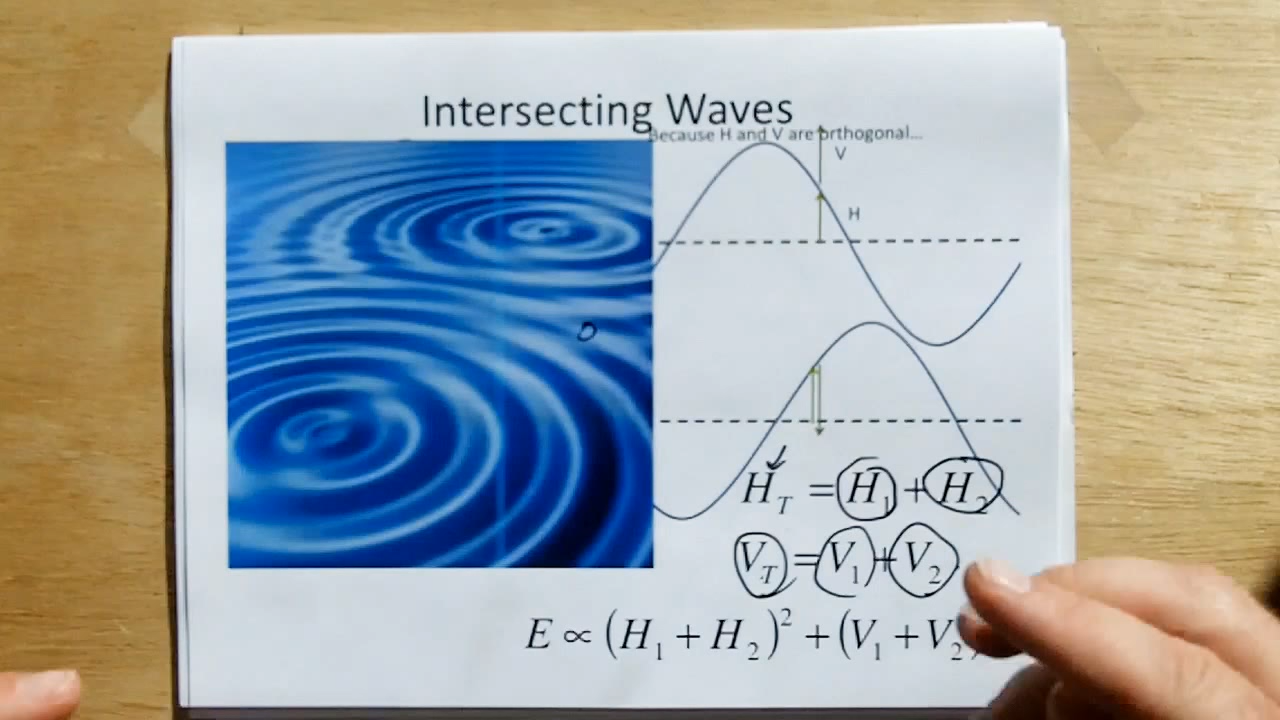 Intersecting Waves
Because H and V are orthogonal...
V
H
H_T = H_1 + H_2
V_T = V_1 + V_2
E ∝ (H_1 + H_2)^2 + (V_1 + V_2)